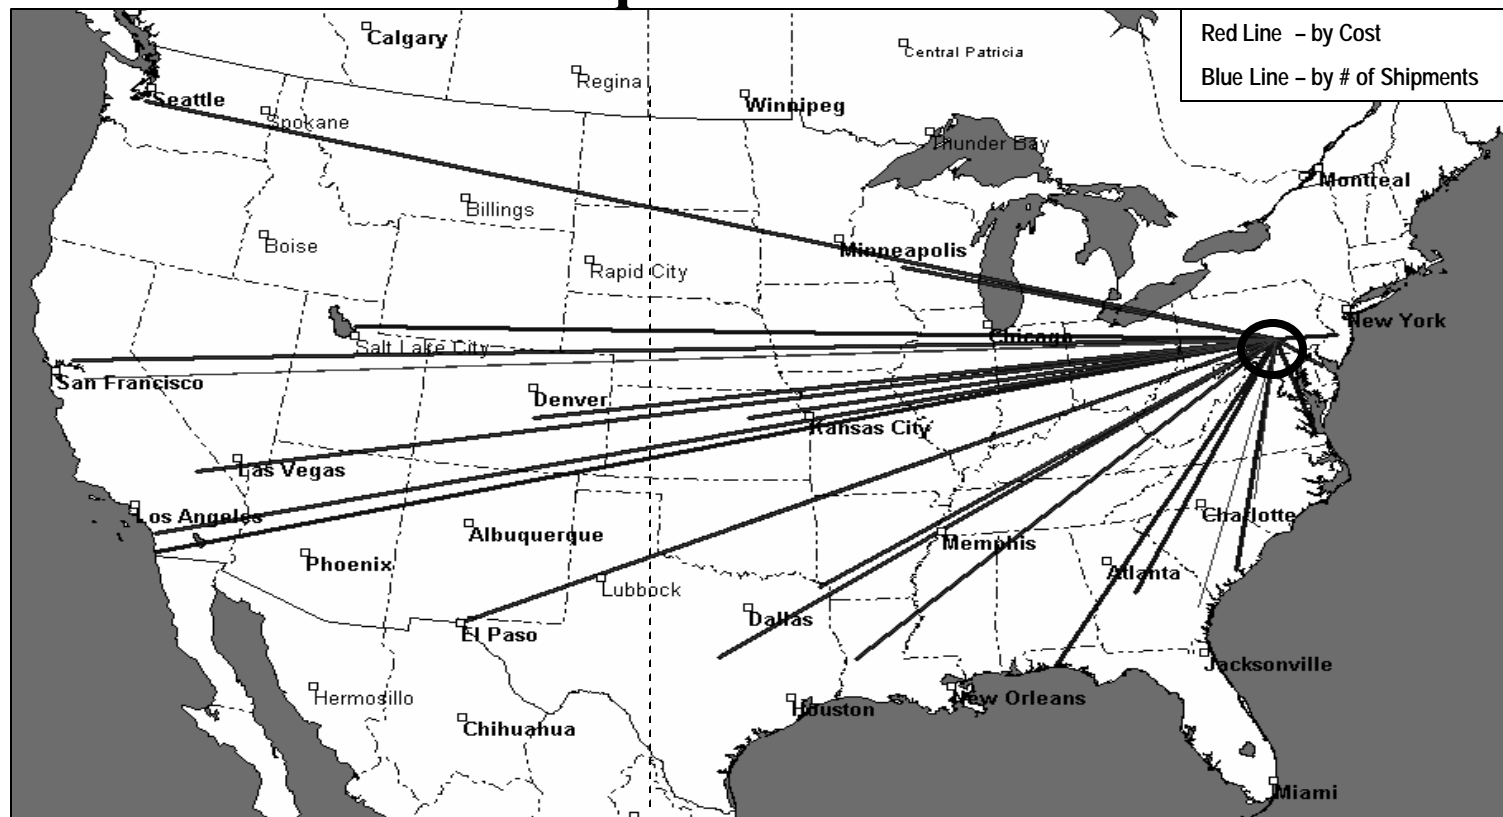 Red Line – by Cost
Blue Line – by # of Shipments
Calgary
Central Patricia
Regina
Winnipeg
Seattle
Spokane
Thunder Bay
Montreal
Billings
Boise
Minneapolis
Rapid City
New York
Chicago
Salt Lake City
San Francisco
Denver
Kansas City
Las Vegas
Los Angeles
Charlotte
Albuquerque
Memphis
Phoenix
Atlanta
Lubbock
Dallas
El Paso
Jacksonville
Hermosillo
New Orleans
Houston
Chihuahua
Miami